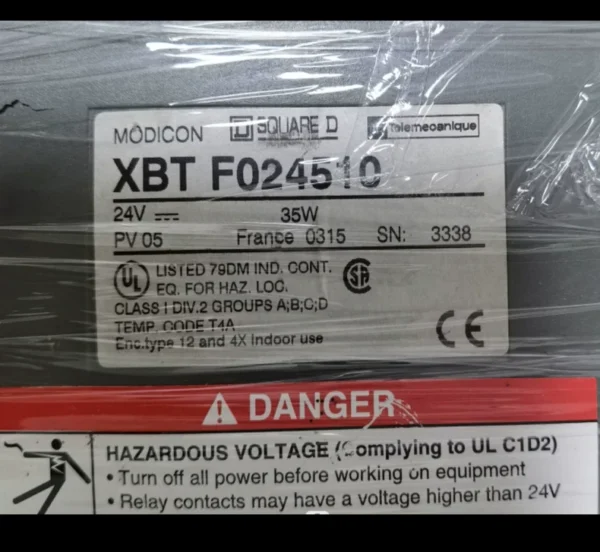 MODICON SQUARE D Telemecanique
XBT F024510
24V 35W
PV 05 France 0315 SN: 3338
UL LISTED 79DM IND. CONT. SA
EQ. FOR HAZ. LOC.
CLASS I DIV.2 GROUPS A;B;C;D
TEMP. CODE T4A
Enc.type 12 and 4X Indoor use CE
DANGER
HAZARDOUS VOLTAGE (Complying to UL C1D2)
• Turn off all power before working on equipment
• Relay contacts may have a voltage higher than 24V